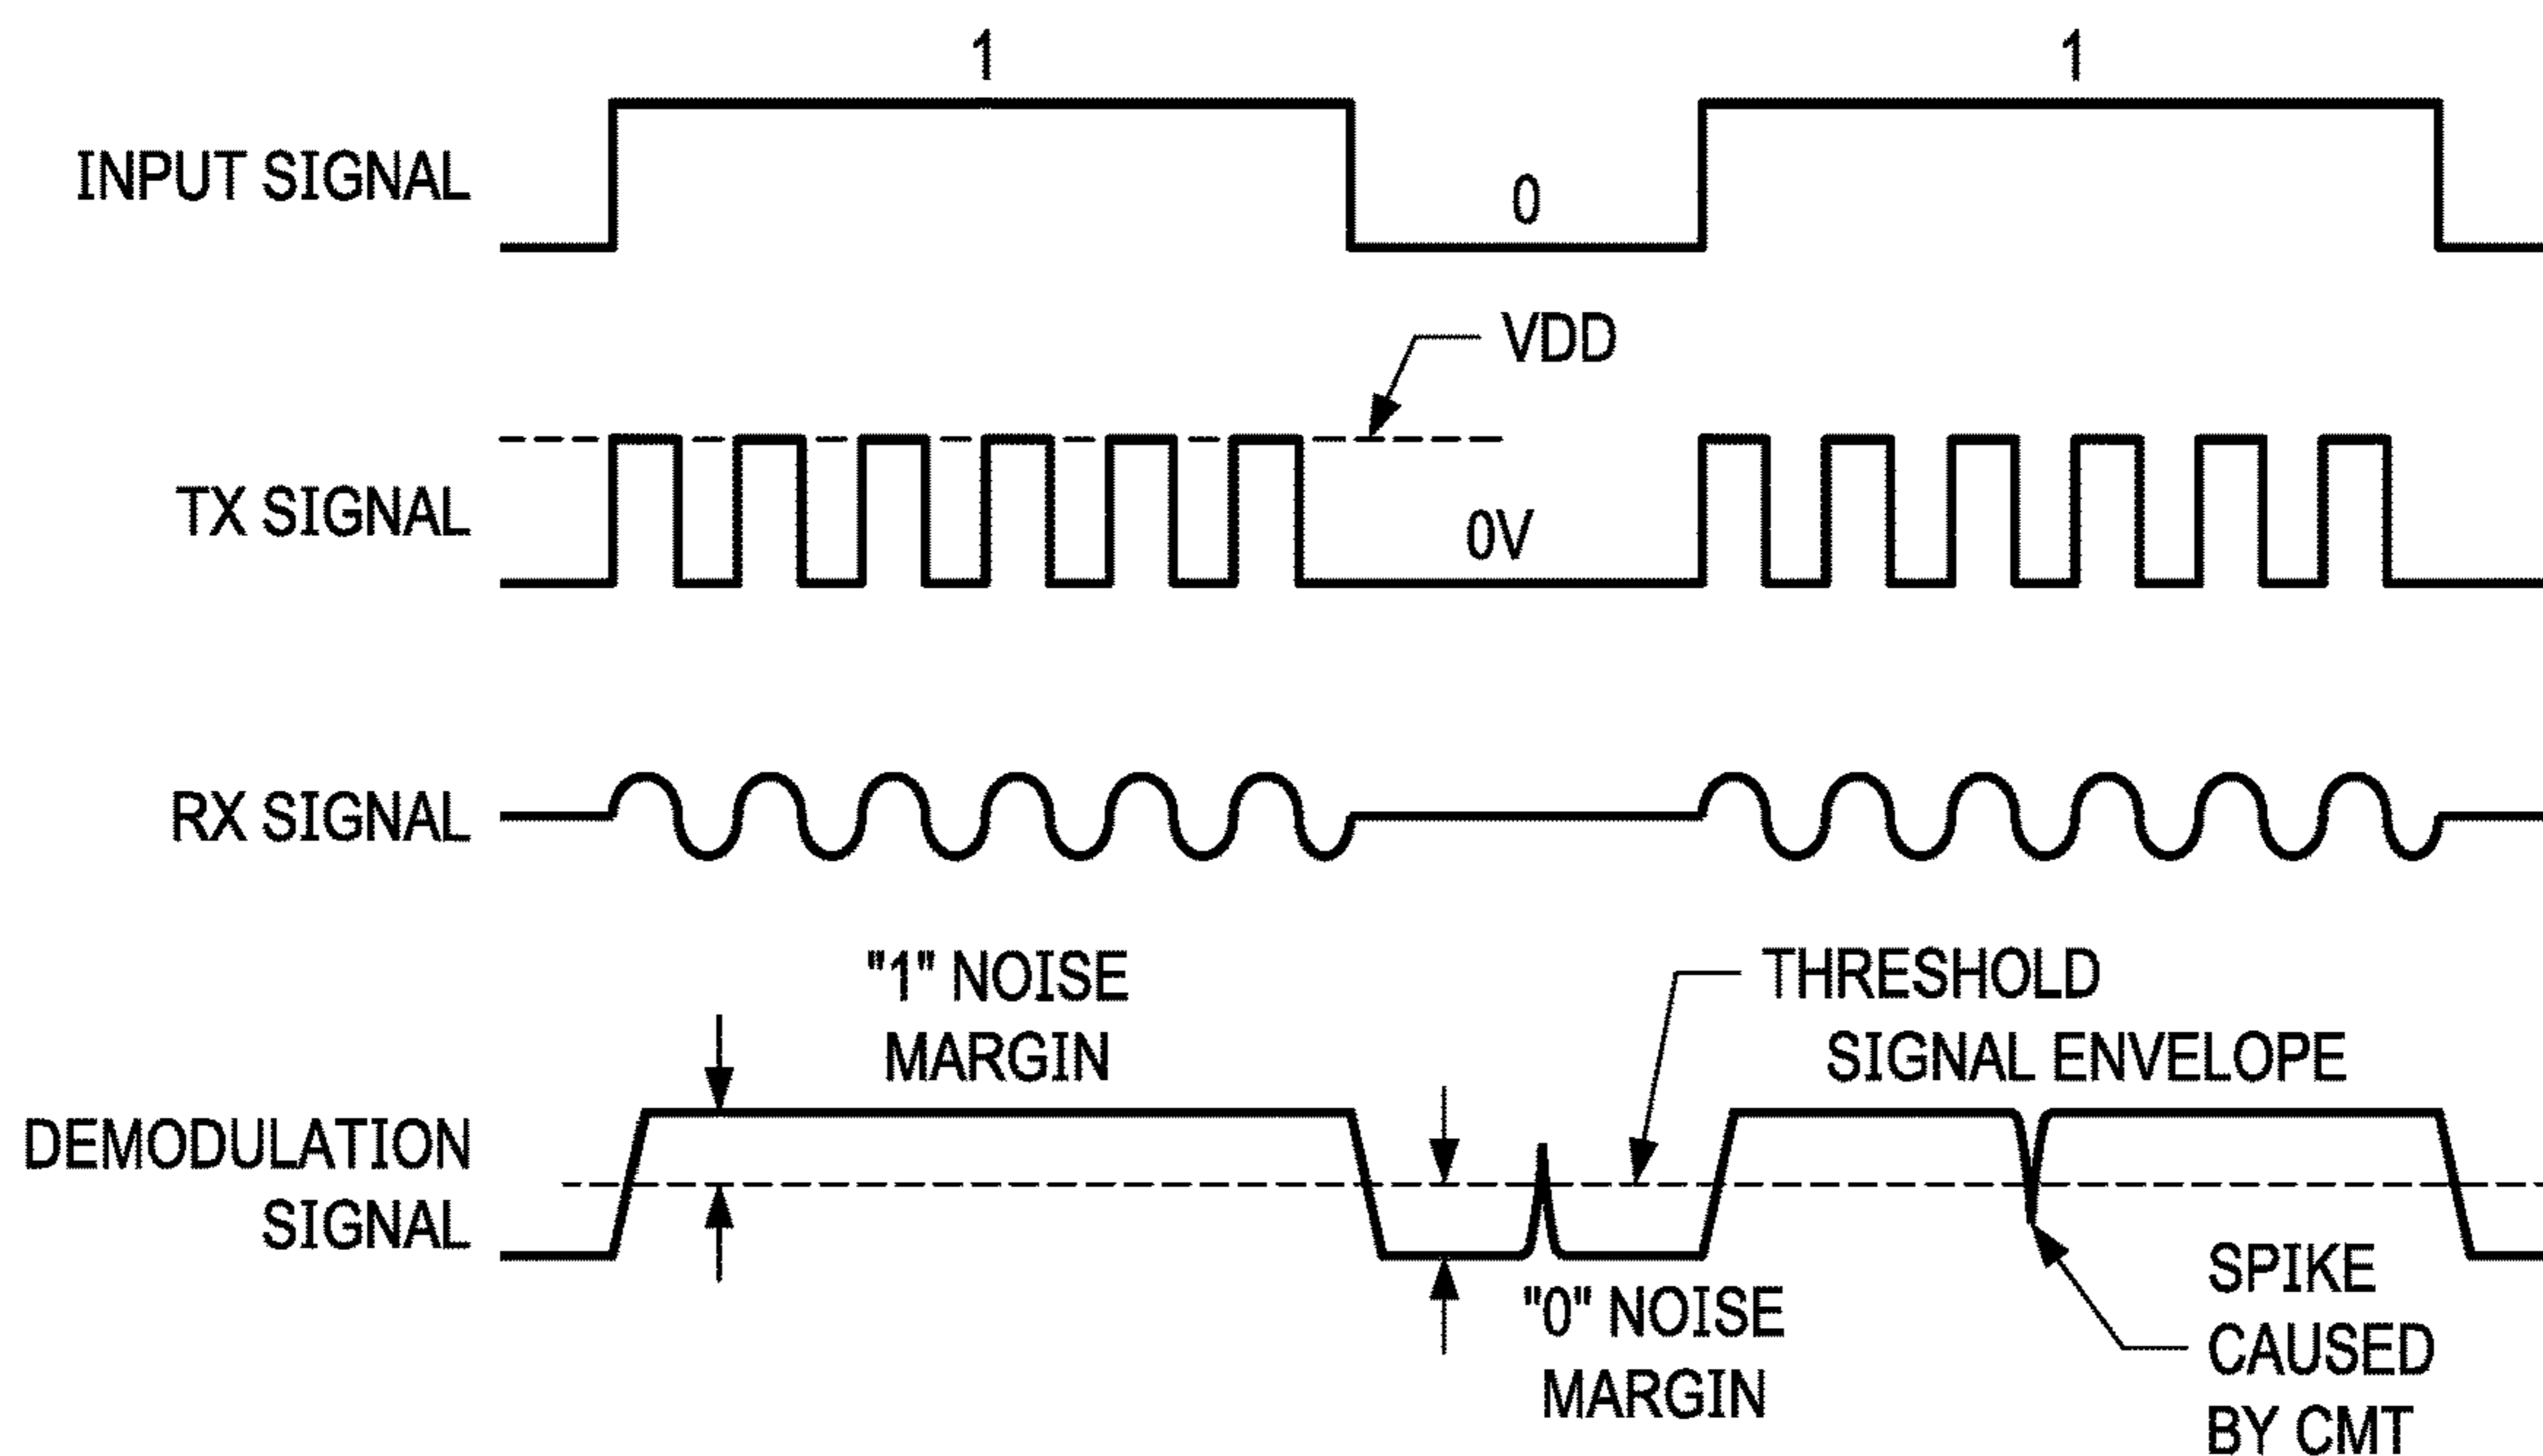 1
1
INPUT SIGNAL
0
VDD
TX SIGNAL
0V
RX SIGNAL
"1" NOISE
MARGIN
THRESHOLD
SIGNAL ENVELOPE
DEMODULATION
SIGNAL
"0" NOISE
MARGIN
SPIKE
CAUSED
BY CMT